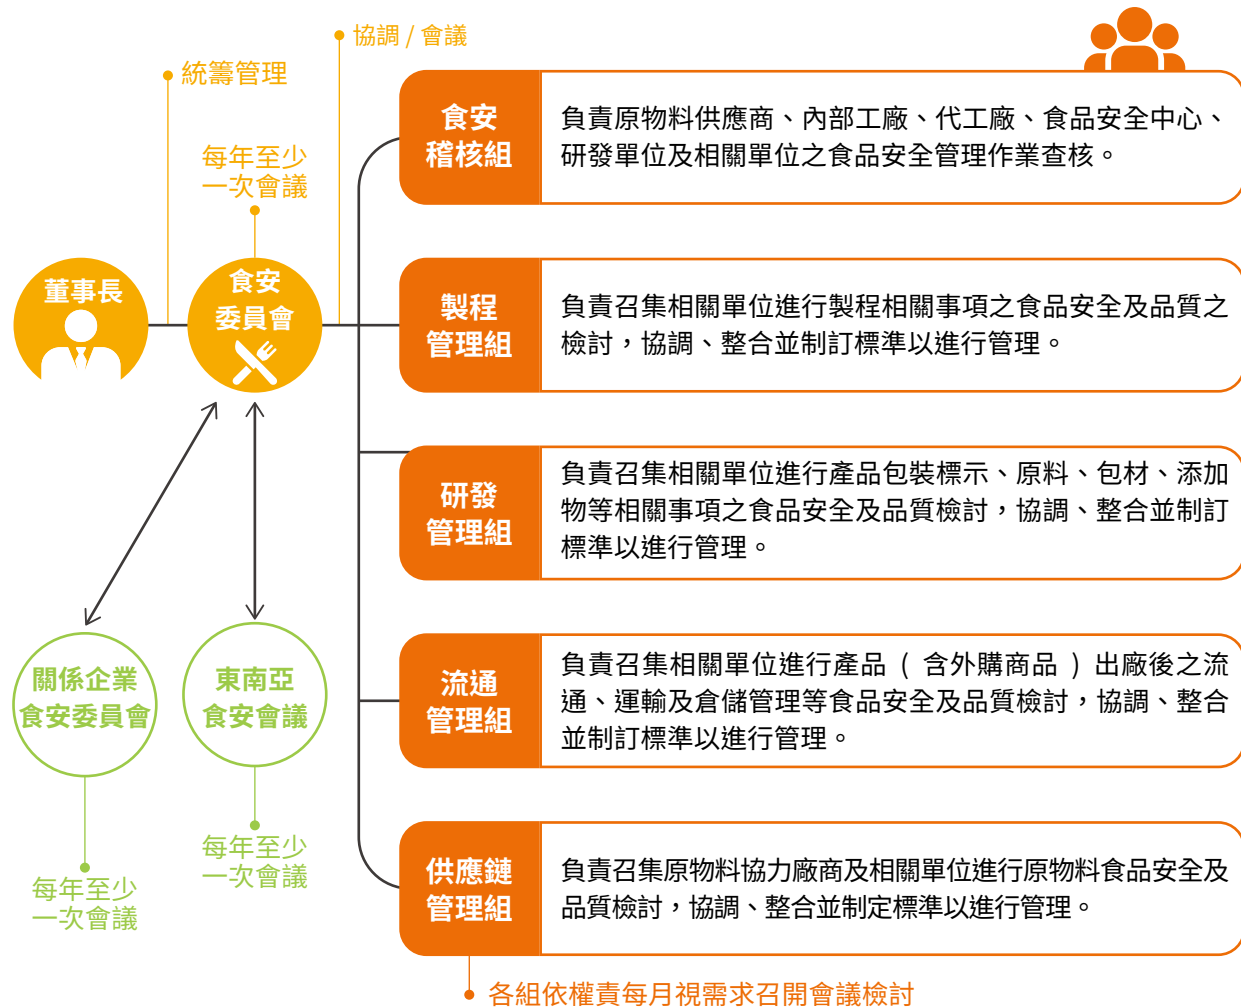 協調 / 會議
統籌管理
每年至少
一次會議
董事長
食安
委員會
食安
稽核組
負責原物料供應商、內部工廠、代工廠、食品安全中心、
研發單位及相關單位之食品安全管理作業查核。
製程
管理組
負責召集相關單位進行製程相關事項之食品安全及品質之
檢討，協調、整合並制訂標準以進行管理。
研發
管理組
負責召集相關單位進行產品包裝標示、原料、包材、添加
物等相關事項之食品安全及品質檢討，協調、整合並制訂
標準以進行管理。
流通
管理組
負責召集相關單位進行產品 ( 含外購商品 ) 出廠後之流
通、運輸及倉儲管理等食品安全及品質檢討，協調、整合
並制訂標準以進行管理。
供應鏈
管理組
負責召集原物料協力廠商及相關單位進行原物料食品安全及
品質檢討，協調、整合並制定標準以進行管理。
各組依權責每月視需求召開會議檢討
關係企業
食安委員會
每年至少
一次會議
東南亞
食安會議
每年至少
一次會議